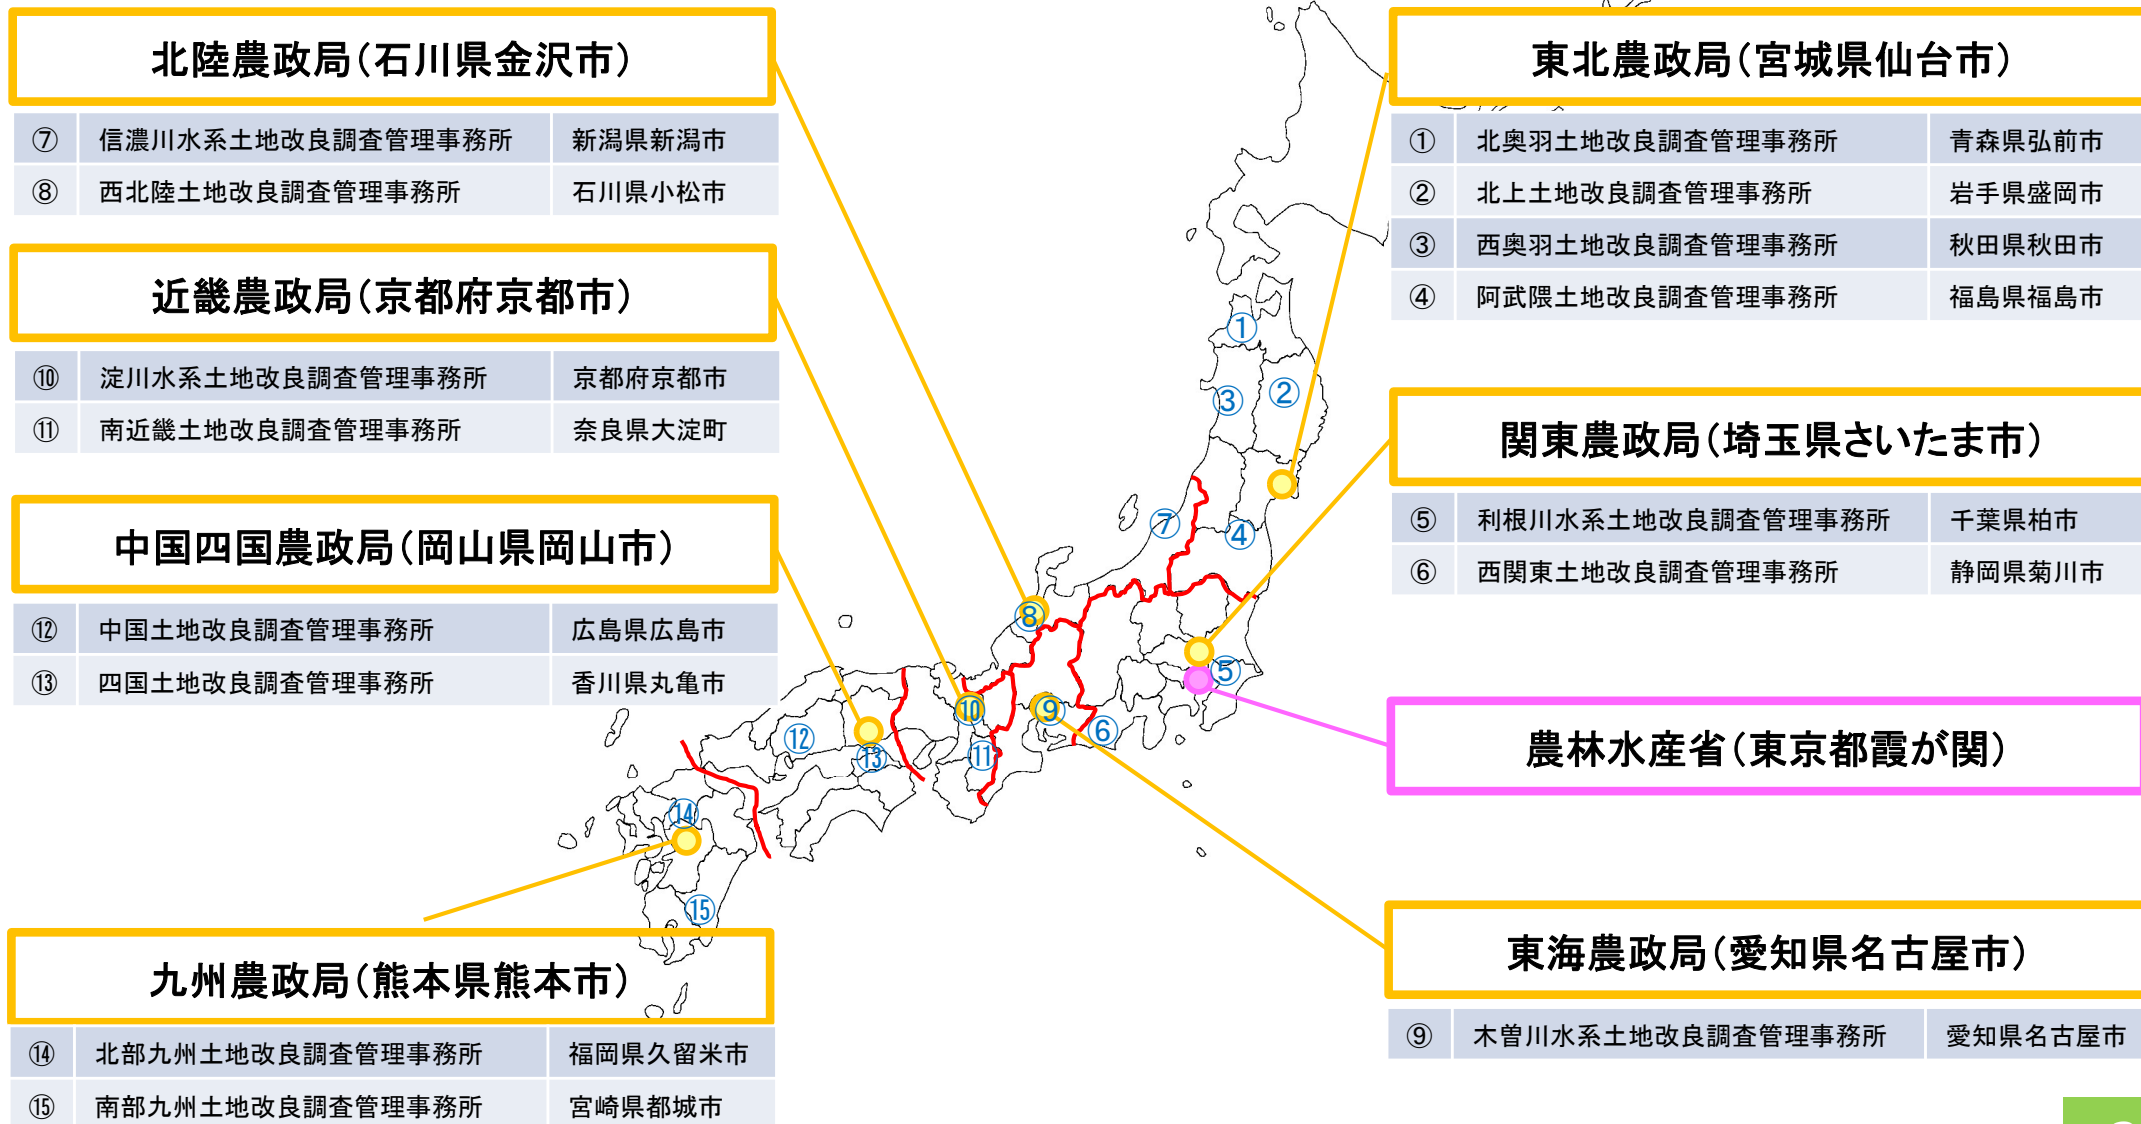 北陸農政局（石川県金沢市）
⑦ 信濃川水系土地改良調査管理事務所 新潟県新潟市
⑧ 西北陸土地改良調査管理事務所 石川県小松市
近畿農政局（京都府京都市）
⑩ 淀川水系土地改良調査管理事務所 京都府京都市
⑪ 南近畿土地改良調査管理事務所 奈良県大淀町
中国四国農政局（岡山県岡山市）
⑫ 中国土地改良調査管理事務所 広島県広島市
⑬ 四国土地改良調査管理事務所 香川県丸亀市
九州農政局（熊本県熊本市）
⑭ 北部九州土地改良調査管理事務所 福岡県久留米市
⑮ 南部九州土地改良調査管理事務所 宮崎県都城市
①
②
③
④
⑦
⑧
⑤
⑥
⑨
⑩
⑪
⑫
⑬
⑭
⑮
東北農政局（宮城県仙台市）
① 北奥羽土地改良調査管理事務所 青森県弘前市
② 北上土地改良調査管理事務所 岩手県盛岡市
③ 西奥羽土地改良調査管理事務所 秋田県秋田市
④ 阿武隈土地改良調査管理事務所 福島県福島市
関東農政局（埼玉県さいたま市）
⑤ 利根川水系土地改良調査管理事務所 千葉県柏市
⑥ 西関東土地改良調査管理事務所 静岡県菊川市
農林水産省（東京都霞が関）
東海農政局（愛知県名古屋市）
⑨ 木曽川水系土地改良調査管理事務所 愛知県名古屋市